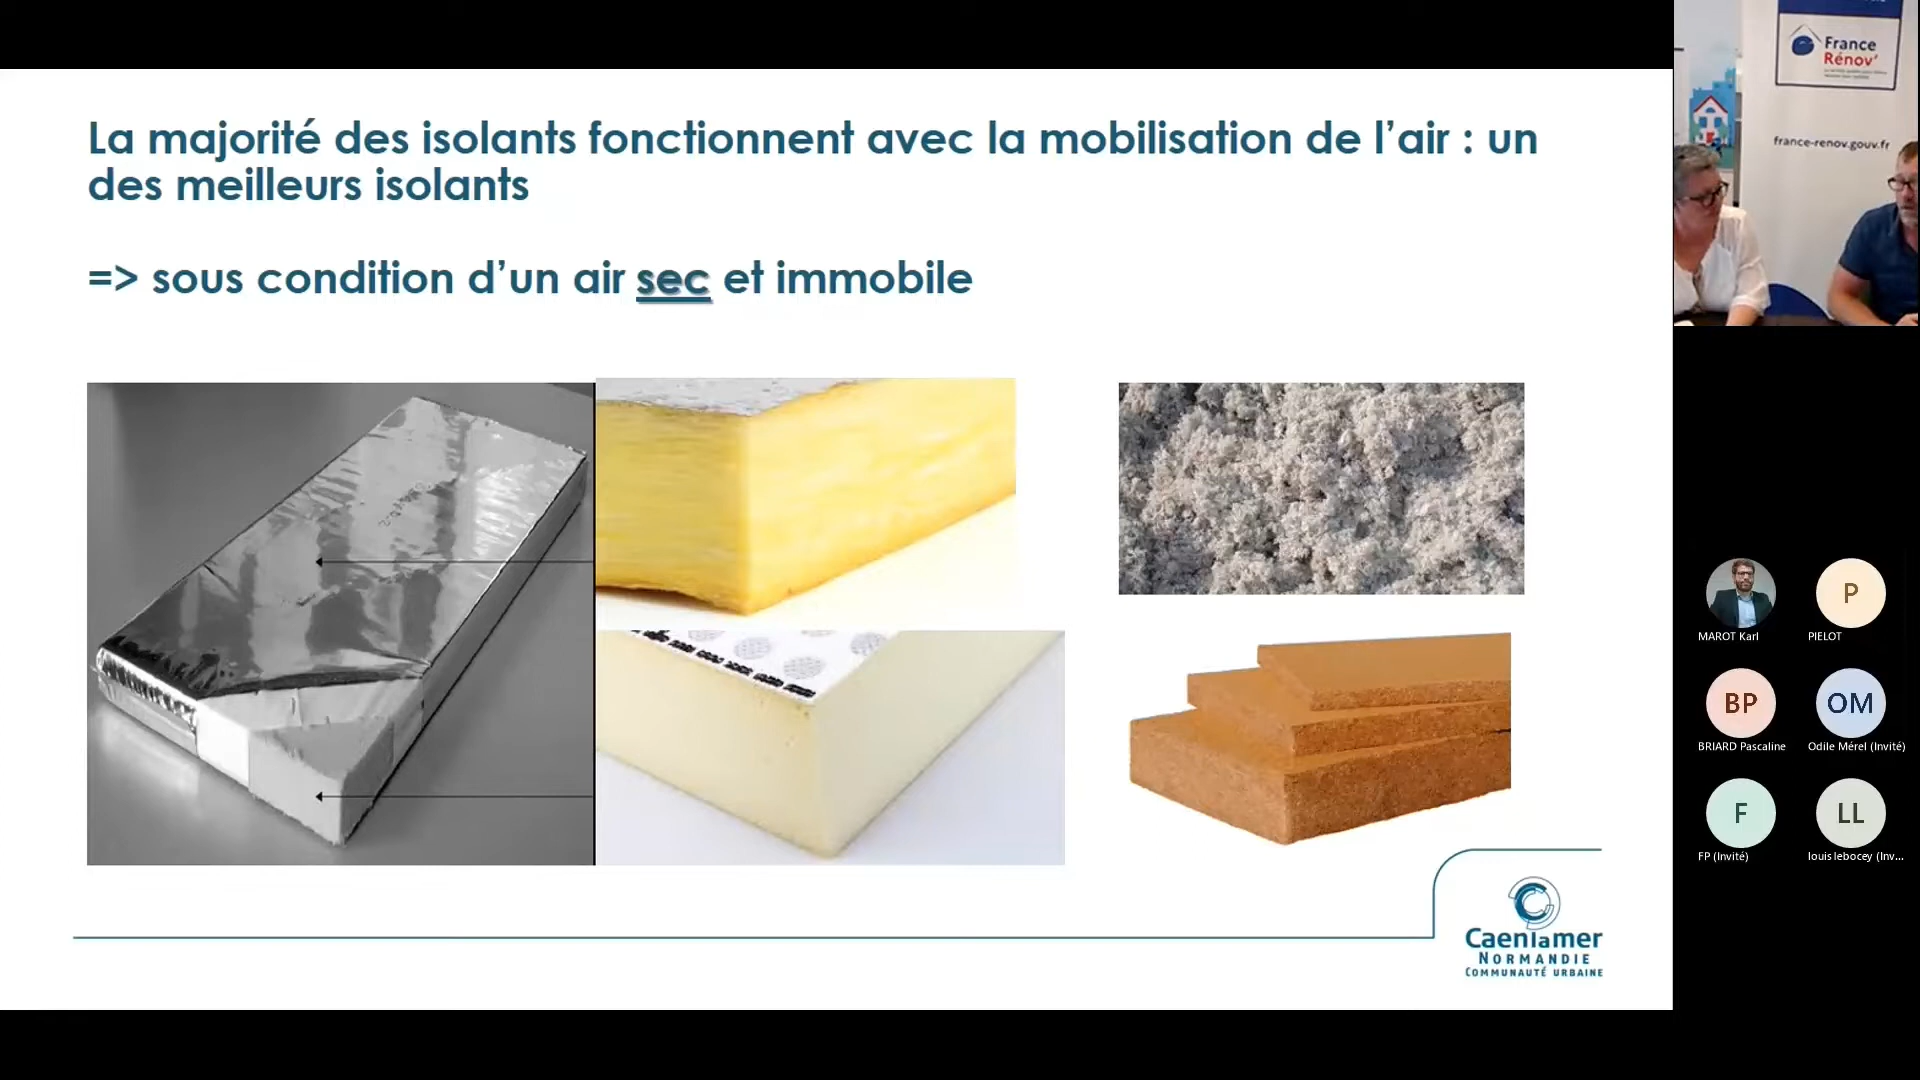 La majorité des isolants fonctionnent avec la mobilisation de l’air : un
des meilleurs isolants
=> sous condition d’un air sec et immobile
Caenlamer
NORMANDIE
COMMUNAUTÉ URBAINE
France
Rénov'
france-renov.gouv.fr
MAROT Karl
P
PIELOT
BP
BRIARD Pascaline
OM
Odile Mérel (Invité)
F
FP (Invité)
LL
louis lebocey (Inv...